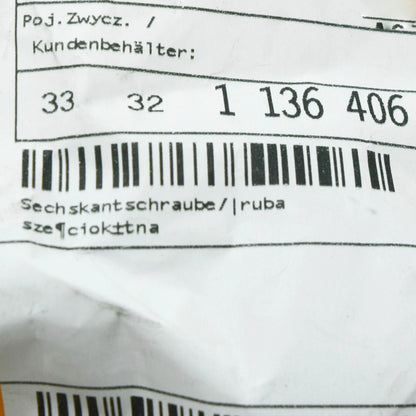 Poj.Zwycz. /
Kundenbehälter:
33 32 1 136 406
Sechskantschraube/|ruba
sze¶ciok±tna